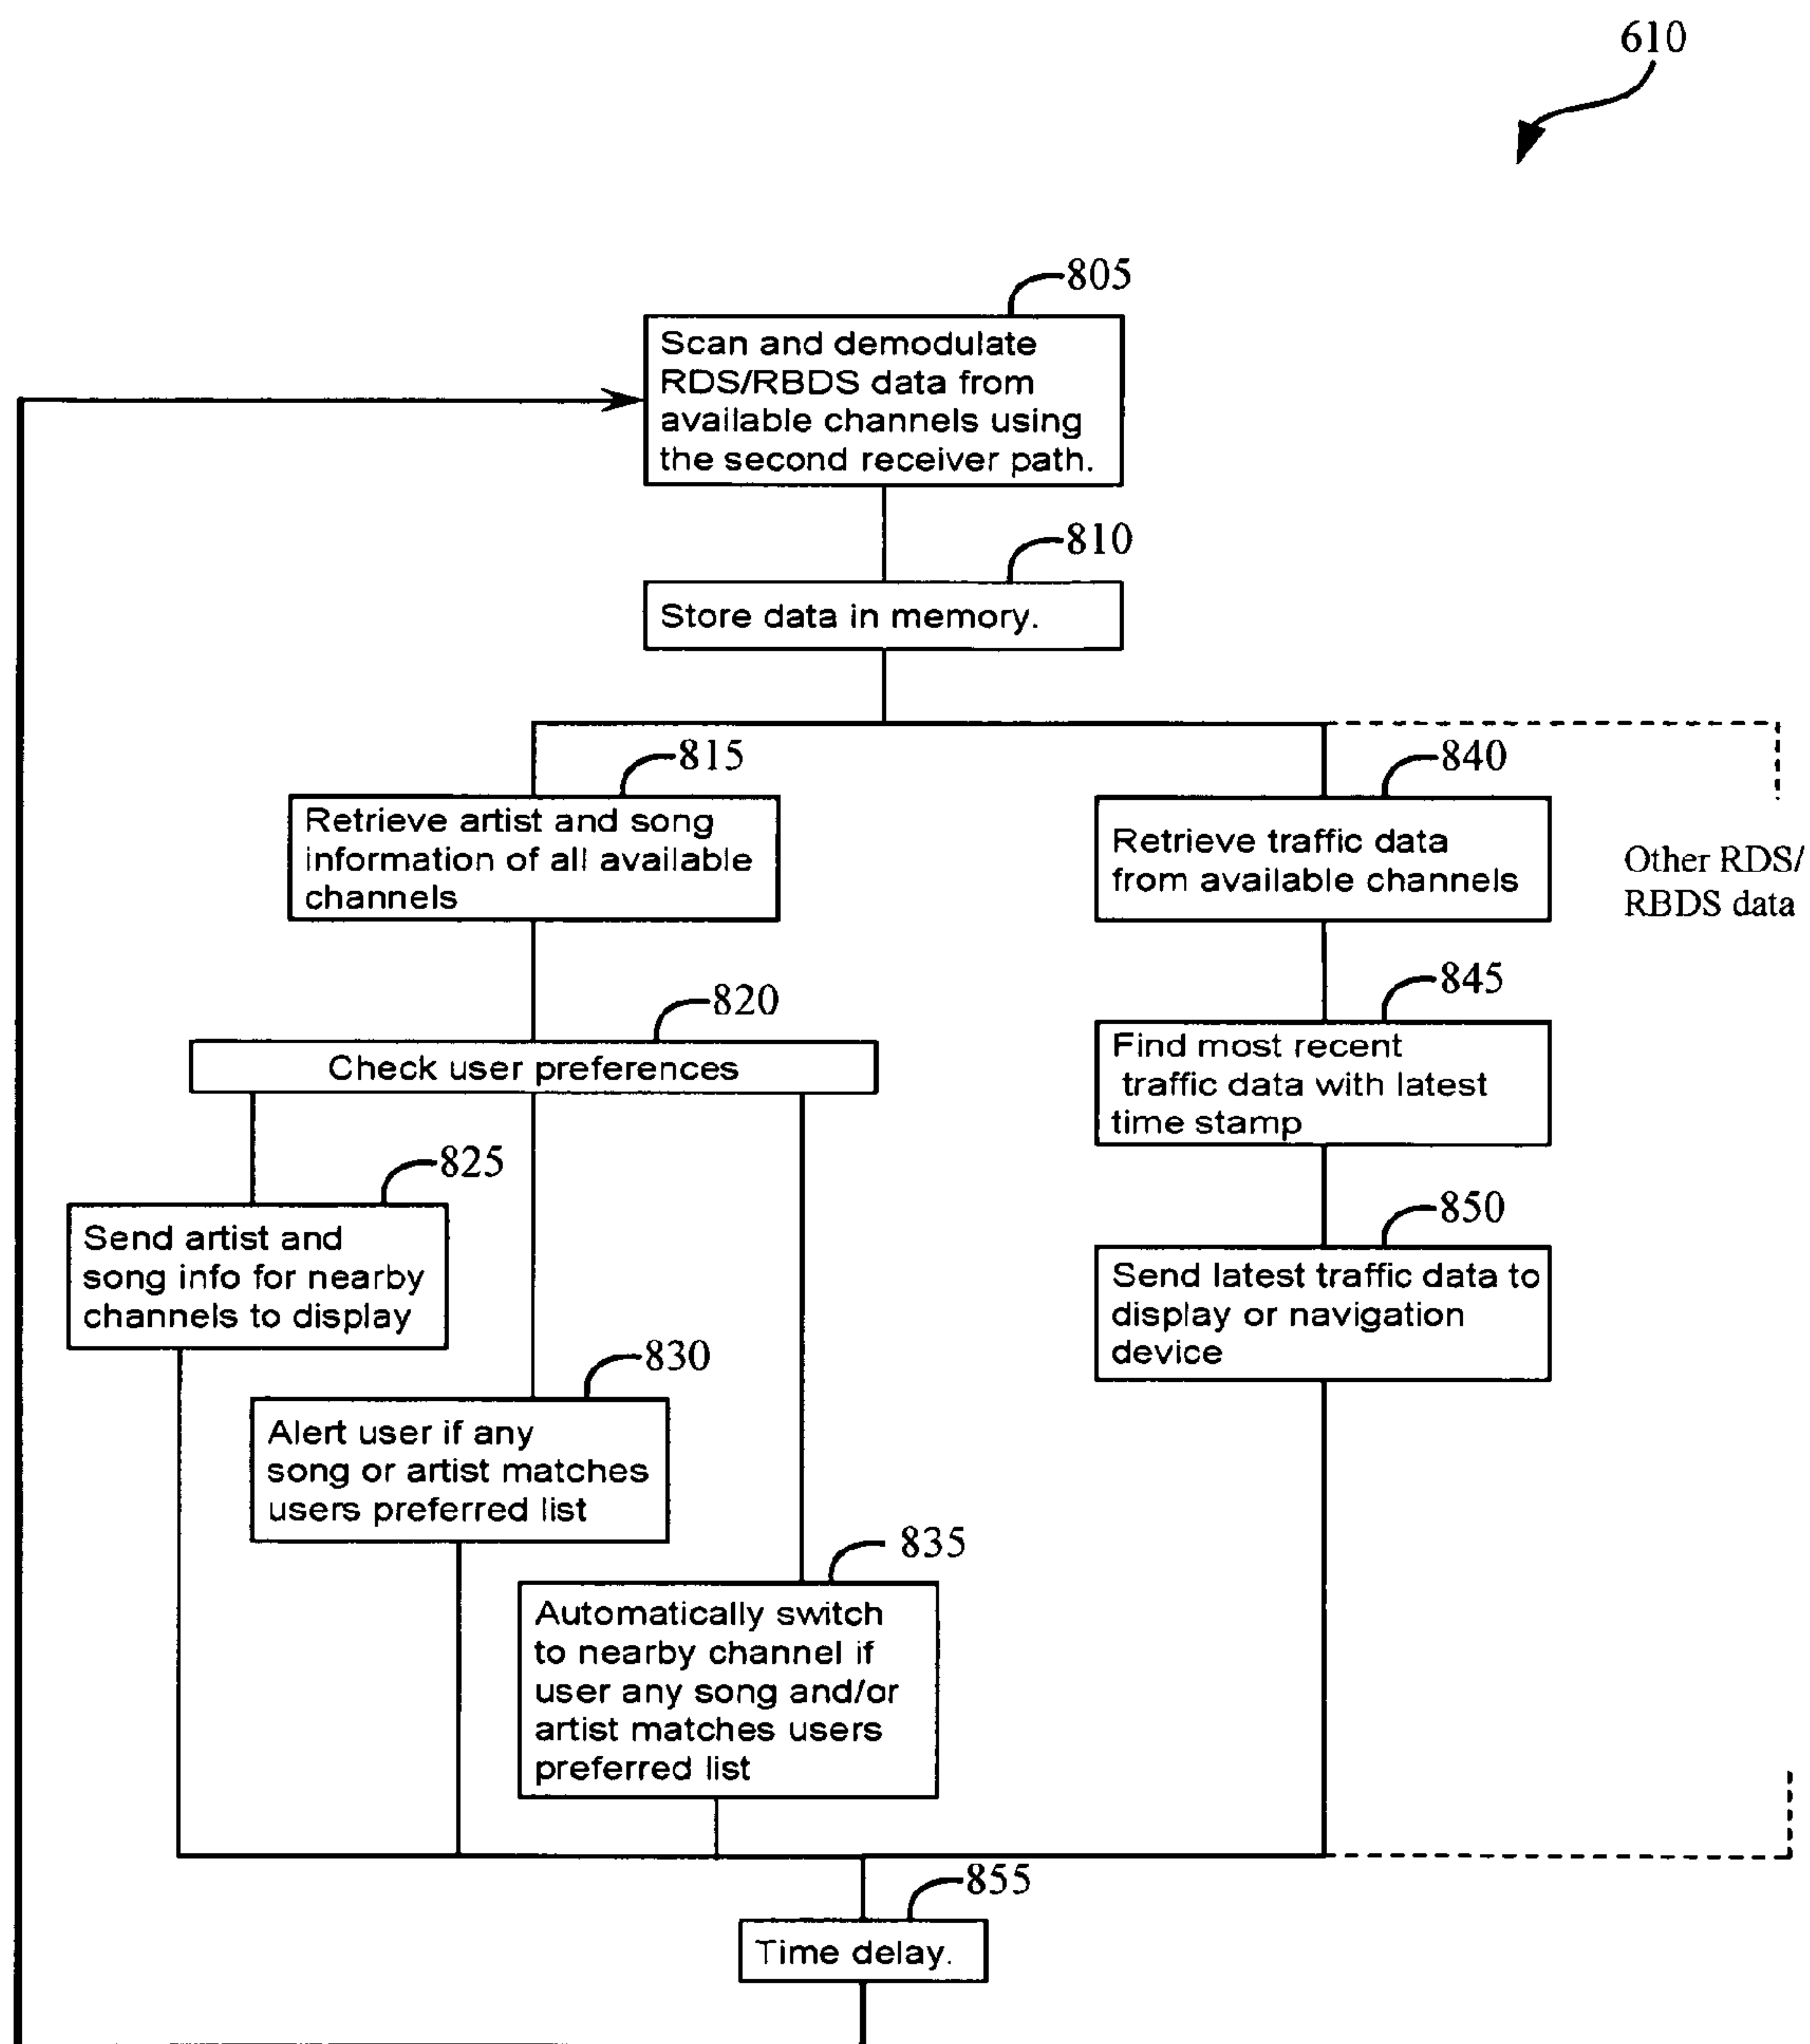 610
805
Scan and demodulate
RDS/RBDS data from
available channels using
the second receiver path.
810
Store data in memory.
815
Retrieve artist and song
information of all available
channels
840
Retrieve traffic data
from available channels
Other RDS/
RBDS data
820
Check user preferences
845
Find most recent
traffic data with latest
time stamp
825
Send artist and
song info for nearby
channels to display
850
Send latest traffic data to
display or navigation
device
830
Alert user if any
song or artist matches
users preferred list
835
Automatically switch
to nearby channel if
user any song and/or
artist matches users
preferred list
855
Time delay.